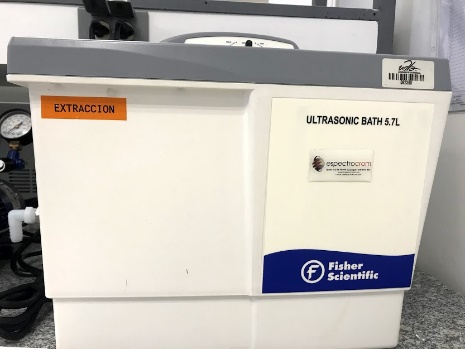 EXTRACCION
ULTRASONIC BATH 5.7L
espectrocrom
Fisher
Scientific